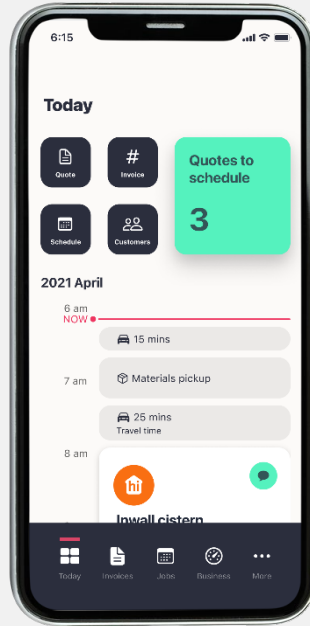 6:15
Today
Quote
Invoice
Quotes to
schedule
3
Schedule
Customers
2021 April
6 am
NOW
15 mins
7 am
Materials pickup
25 mins
Travel time
8 am
hi
Inwall cistern
Today
Invoices
Jobs
Business
More